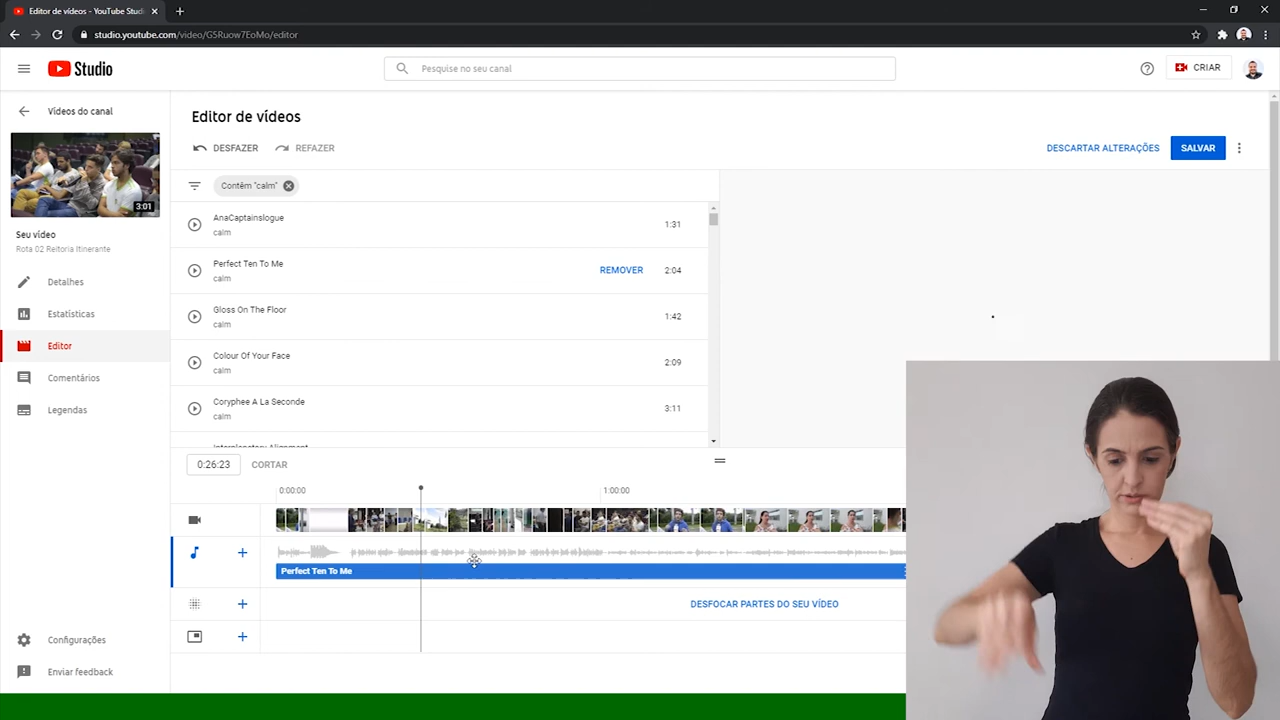 Editor de vídeos - YouTube Studi
studio.youtube.com/video/G5Ruow7EoMo/editor
Studio
Pesquise no seu canal
CRIAR
Vídeos do canal
3:01
Seu vídeo
Rota 02 Reitoria Itinerante
Detalhes
Estatísticas
Editor
Comentários
Legendas
Configurações
Enviar feedback
Editor de vídeos
DESFAZER
REFAZER
DESCARTAR ALTERAÇÕES
SALVAR
Contêm "calm"
AnaCaptainslogue
calm
1:31
Perfect Ten To Me
calm
REMOVER
2:04
Gloss On The Floor
calm
1:42
Colour Of Your Face
calm
2:09
Coryphee A La Seconde
calm
3:11
Interplanetary Alignment
0:26:23
CORTAR
0:00:00
1:00:00
Perfect Ten To Me
DESFOCAR PARTES DO SEU VÍDEO